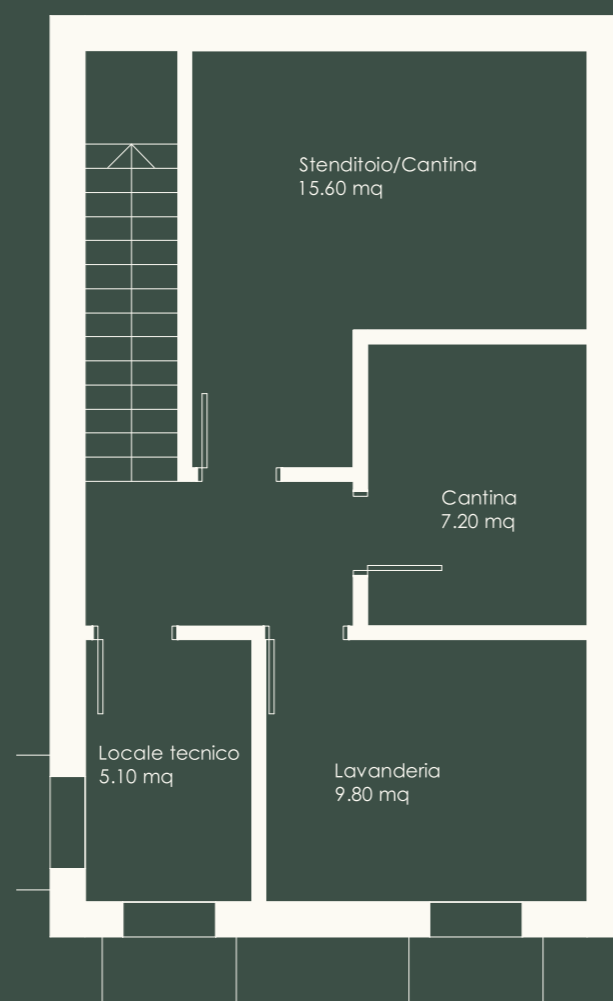 Stenditoio/Cantina
15.60 mq
Cantina
7.20 mq
Locale tecnico
5.10 mq
Lavanderia
9.80 mq